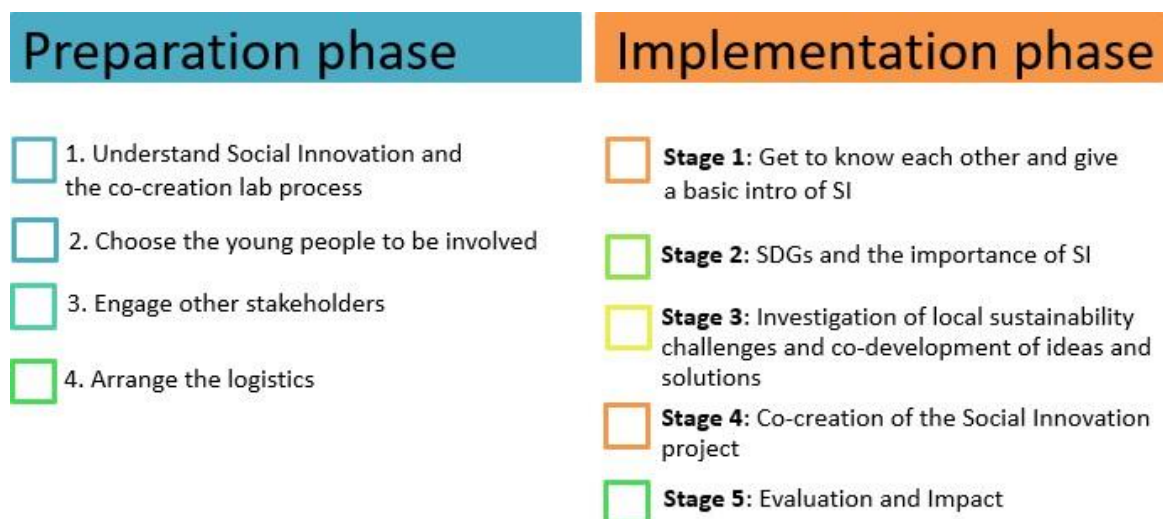 Preparation phase
1. Understand Social Innovation and
the co-creation lab process
2. Choose the young people to be involved
3. Engage other stakeholders
4. Arrange the logistics
Implementation phase
Stage 1: Get to know each other and give
a basic intro of SI
Stage 2: SDGs and the importance of SI
Stage 3: Investigation of local sustainability
challenges and co-development of ideas and
solutions
Stage 4: Co-creation of the Social Innovation
project
Stage 5: Evaluation and Impact